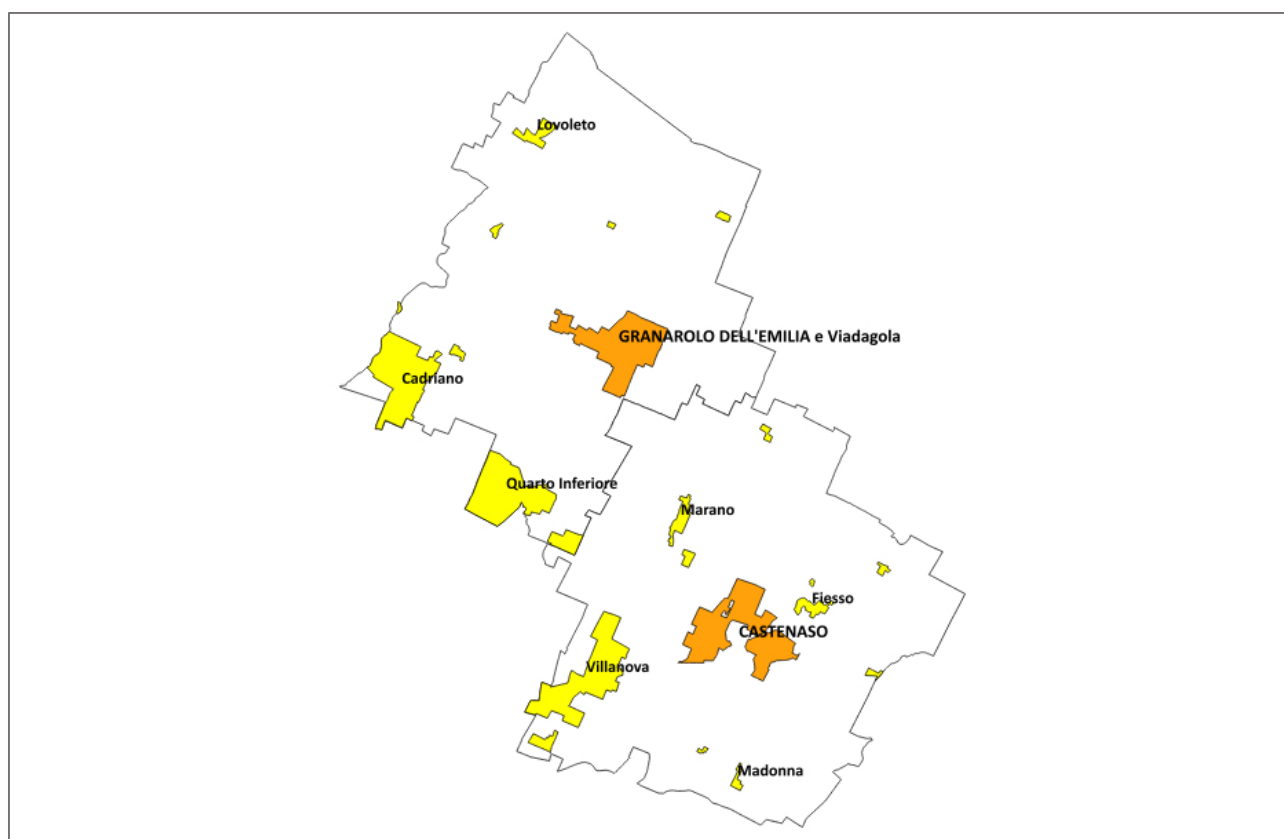 Lovoleto
GRANAROLO DELL'EMILIA e Viadagola
Cadriano
Quarto Inferiore
Marano
Fiesso
CASTENASO
Villanova
Madonna